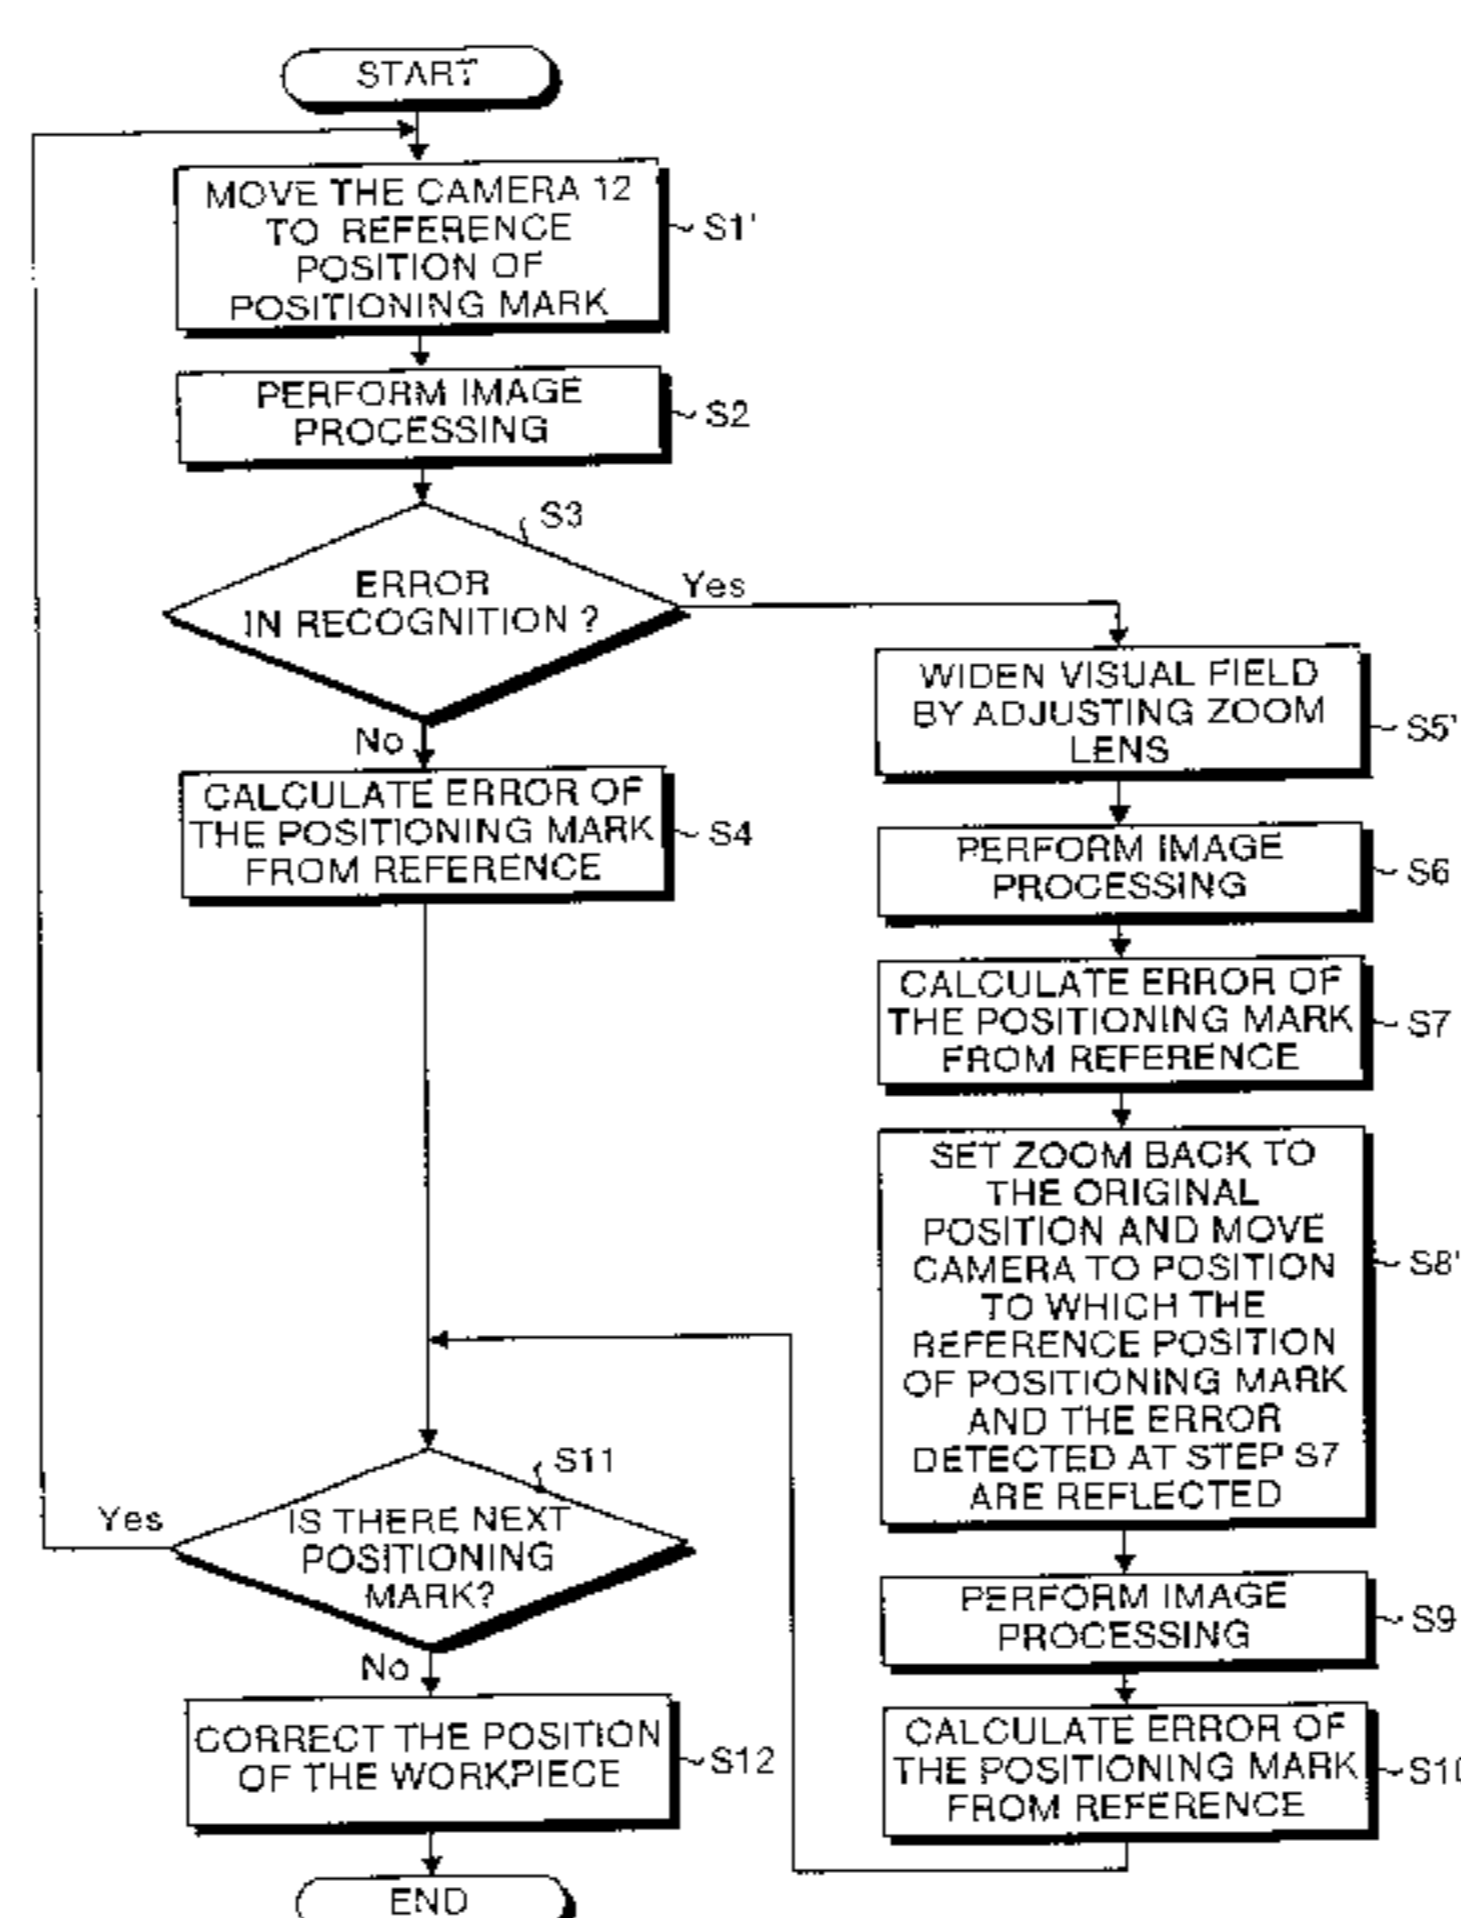 START
MOVE THE CAMERA 12
TO REFERENCE
POSITION OF
POSITIONING MARK
S1'
PERFORM IMAGE
PROCESSING
S2
S3
ERROR
IN RECOGNITION ?
Yes
No
CALCULATE ERROR OF
THE POSITIONING MARK
FROM REFERENCE
S4
WIDEN VISUAL FIELD
BY ADJUSTING ZOOM
LENS
S5'
PERFORM IMAGE
PROCESSING
S6
CALCULATE ERROR OF
THE POSITIONING MARK
FROM REFERENCE
S7
SET ZOOM BACK TO
THE ORIGINAL
POSITION AND MOVE
CAMERA TO POSITION
TO WHICH THE
REFERENCE POSITION
OF POSITIONING MARK
AND THE ERROR
DETECTED AT STEP S7
ARE REFLECTED
S8'
PERFORM IMAGE
PROCESSING
S9
CALCULATE ERROR OF
THE POSITIONING MARK
FROM REFERENCE
S10
S11
IS THERE NEXT
POSITIONING
MARK?
Yes
No
CORRECT THE POSITION
OF THE WORKPIECE
S12
END